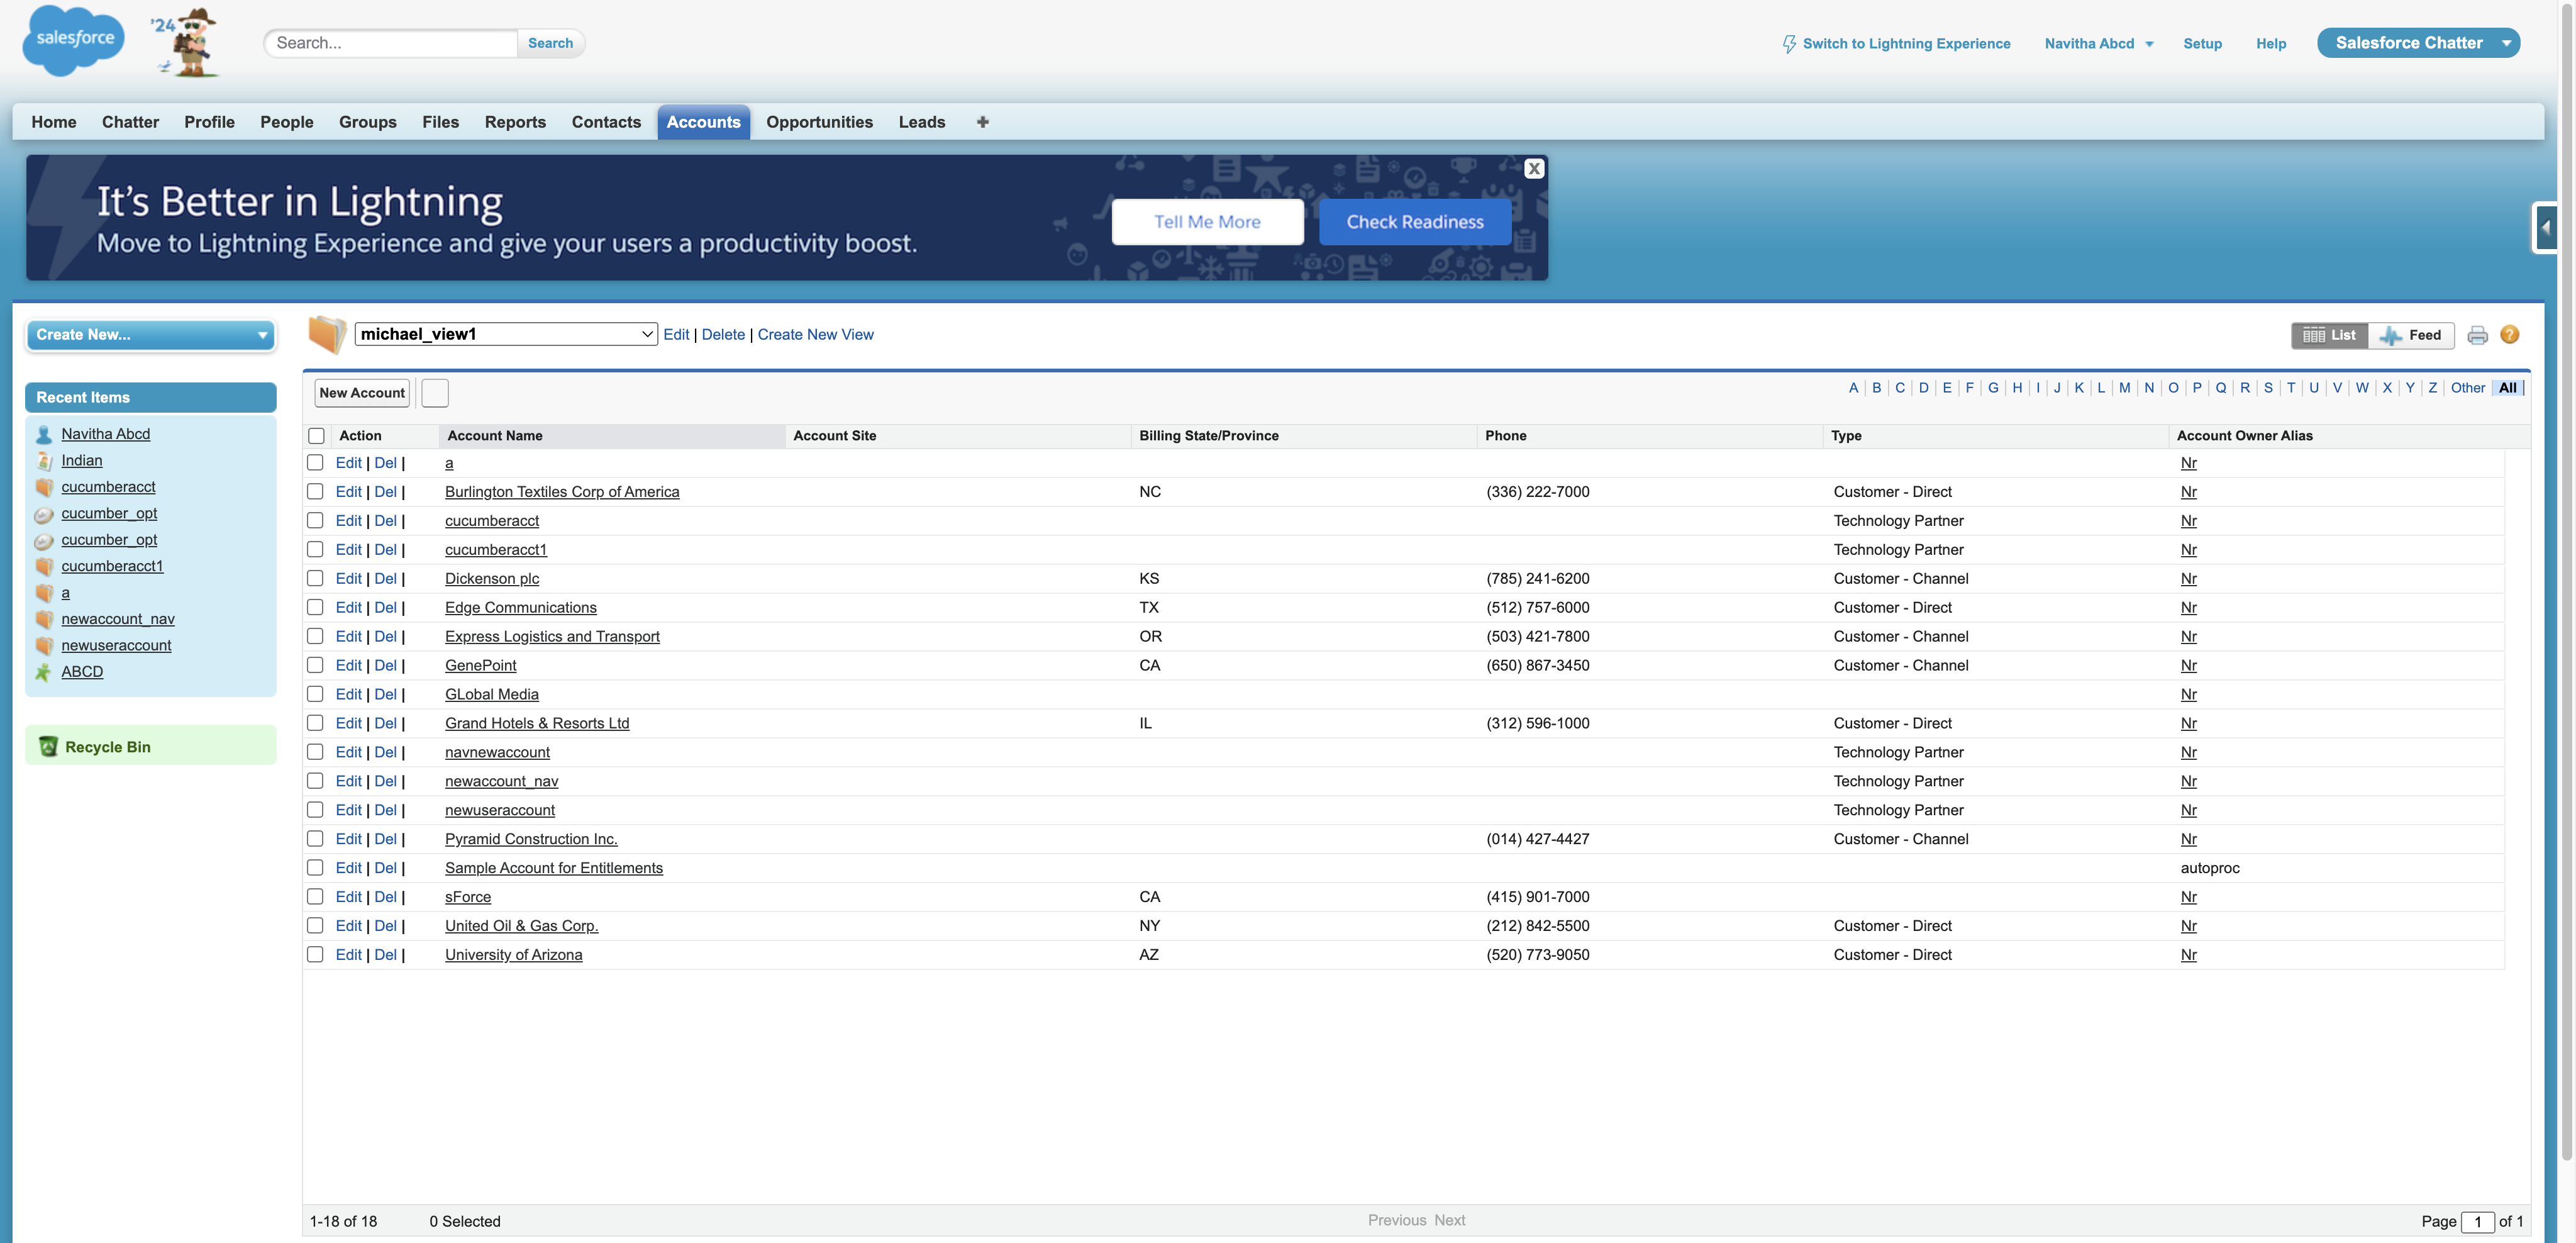 salesforce
'24
Search...
Search
Switch to Lightning Experience
Navitha Abcd
Setup
Help
Salesforce Chatter
Home Chatter Profile People Groups Files Reports Contacts Accounts Opportunities Leads +
It's Better in Lightning
Move to Lightning Experience and give your users a productivity boost.
Tell Me More
Check Readiness
X
Create New...
Recent Items
Navitha Abcd
Indian
cucumberacct
cucumber_opt
cucumber_opt
cucumberacct1
a
newaccount_nav
newuseraccount
ABCD
Recycle Bin
michael_view1
Edit | Delete | Create New View
List
Feed
?
New Account
A | B | C | D | E | F | G | H | I | J | K | L | M | N | O | P | Q | R | S | T | U | V | W | X | Y | Z | Other | All |
Action Account Name Account Site Billing State/Province Phone Type Account Owner Alias
Edit | Del | a Nr
Edit | Del | Burlington Textiles Corp of America NC (336) 222-7000 Customer - Direct Nr
Edit | Del | cucumberacct Technology Partner Nr
Edit | Del | cucumberacct1 Technology Partner Nr
Edit | Del | Dickenson plc KS (785) 241-6200 Customer - Channel Nr
Edit | Del | Edge Communications TX (512) 757-6000 Customer - Direct Nr
Edit | Del | Express Logistics and Transport OR (503) 421-7800 Customer - Channel Nr
Edit | Del | GenePoint CA (650) 867-3450 Customer - Channel Nr
Edit | Del | GLobal Media Nr
Edit | Del | Grand Hotels & Resorts Ltd IL (312) 596-1000 Customer - Direct Nr
Edit | Del | navnewaccount Technology Partner Nr
Edit | Del | newaccount_nav Technology Partner Nr
Edit | Del | newuseraccount Technology Partner Nr
Edit | Del | Pyramid Construction Inc. (014) 427-4427 Customer - Channel Nr
Edit | Del | Sample Account for Entitlements autoproc
Edit | Del | sForce CA (415) 901-7000 Nr
Edit | Del | United Oil & Gas Corp. NY (212) 842-5500 Customer - Direct Nr
Edit | Del | University of Arizona AZ (520) 773-9050 Customer - Direct Nr
1-18 of 18 0 Selected Previous Next Page 1 of 1